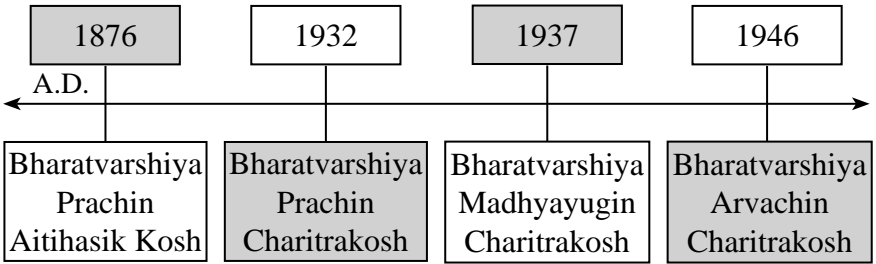 1876
1932
1937
1946
A.D.
Bharatvarshiya
Prachin
Aitihasik Kosh
Bharatvarshiya
Prachin
Charitrakosh
Bharatvarshiya
Madhyayugin
Charitrakosh
Bharatvarshiya
Arvachin
Charitrakosh